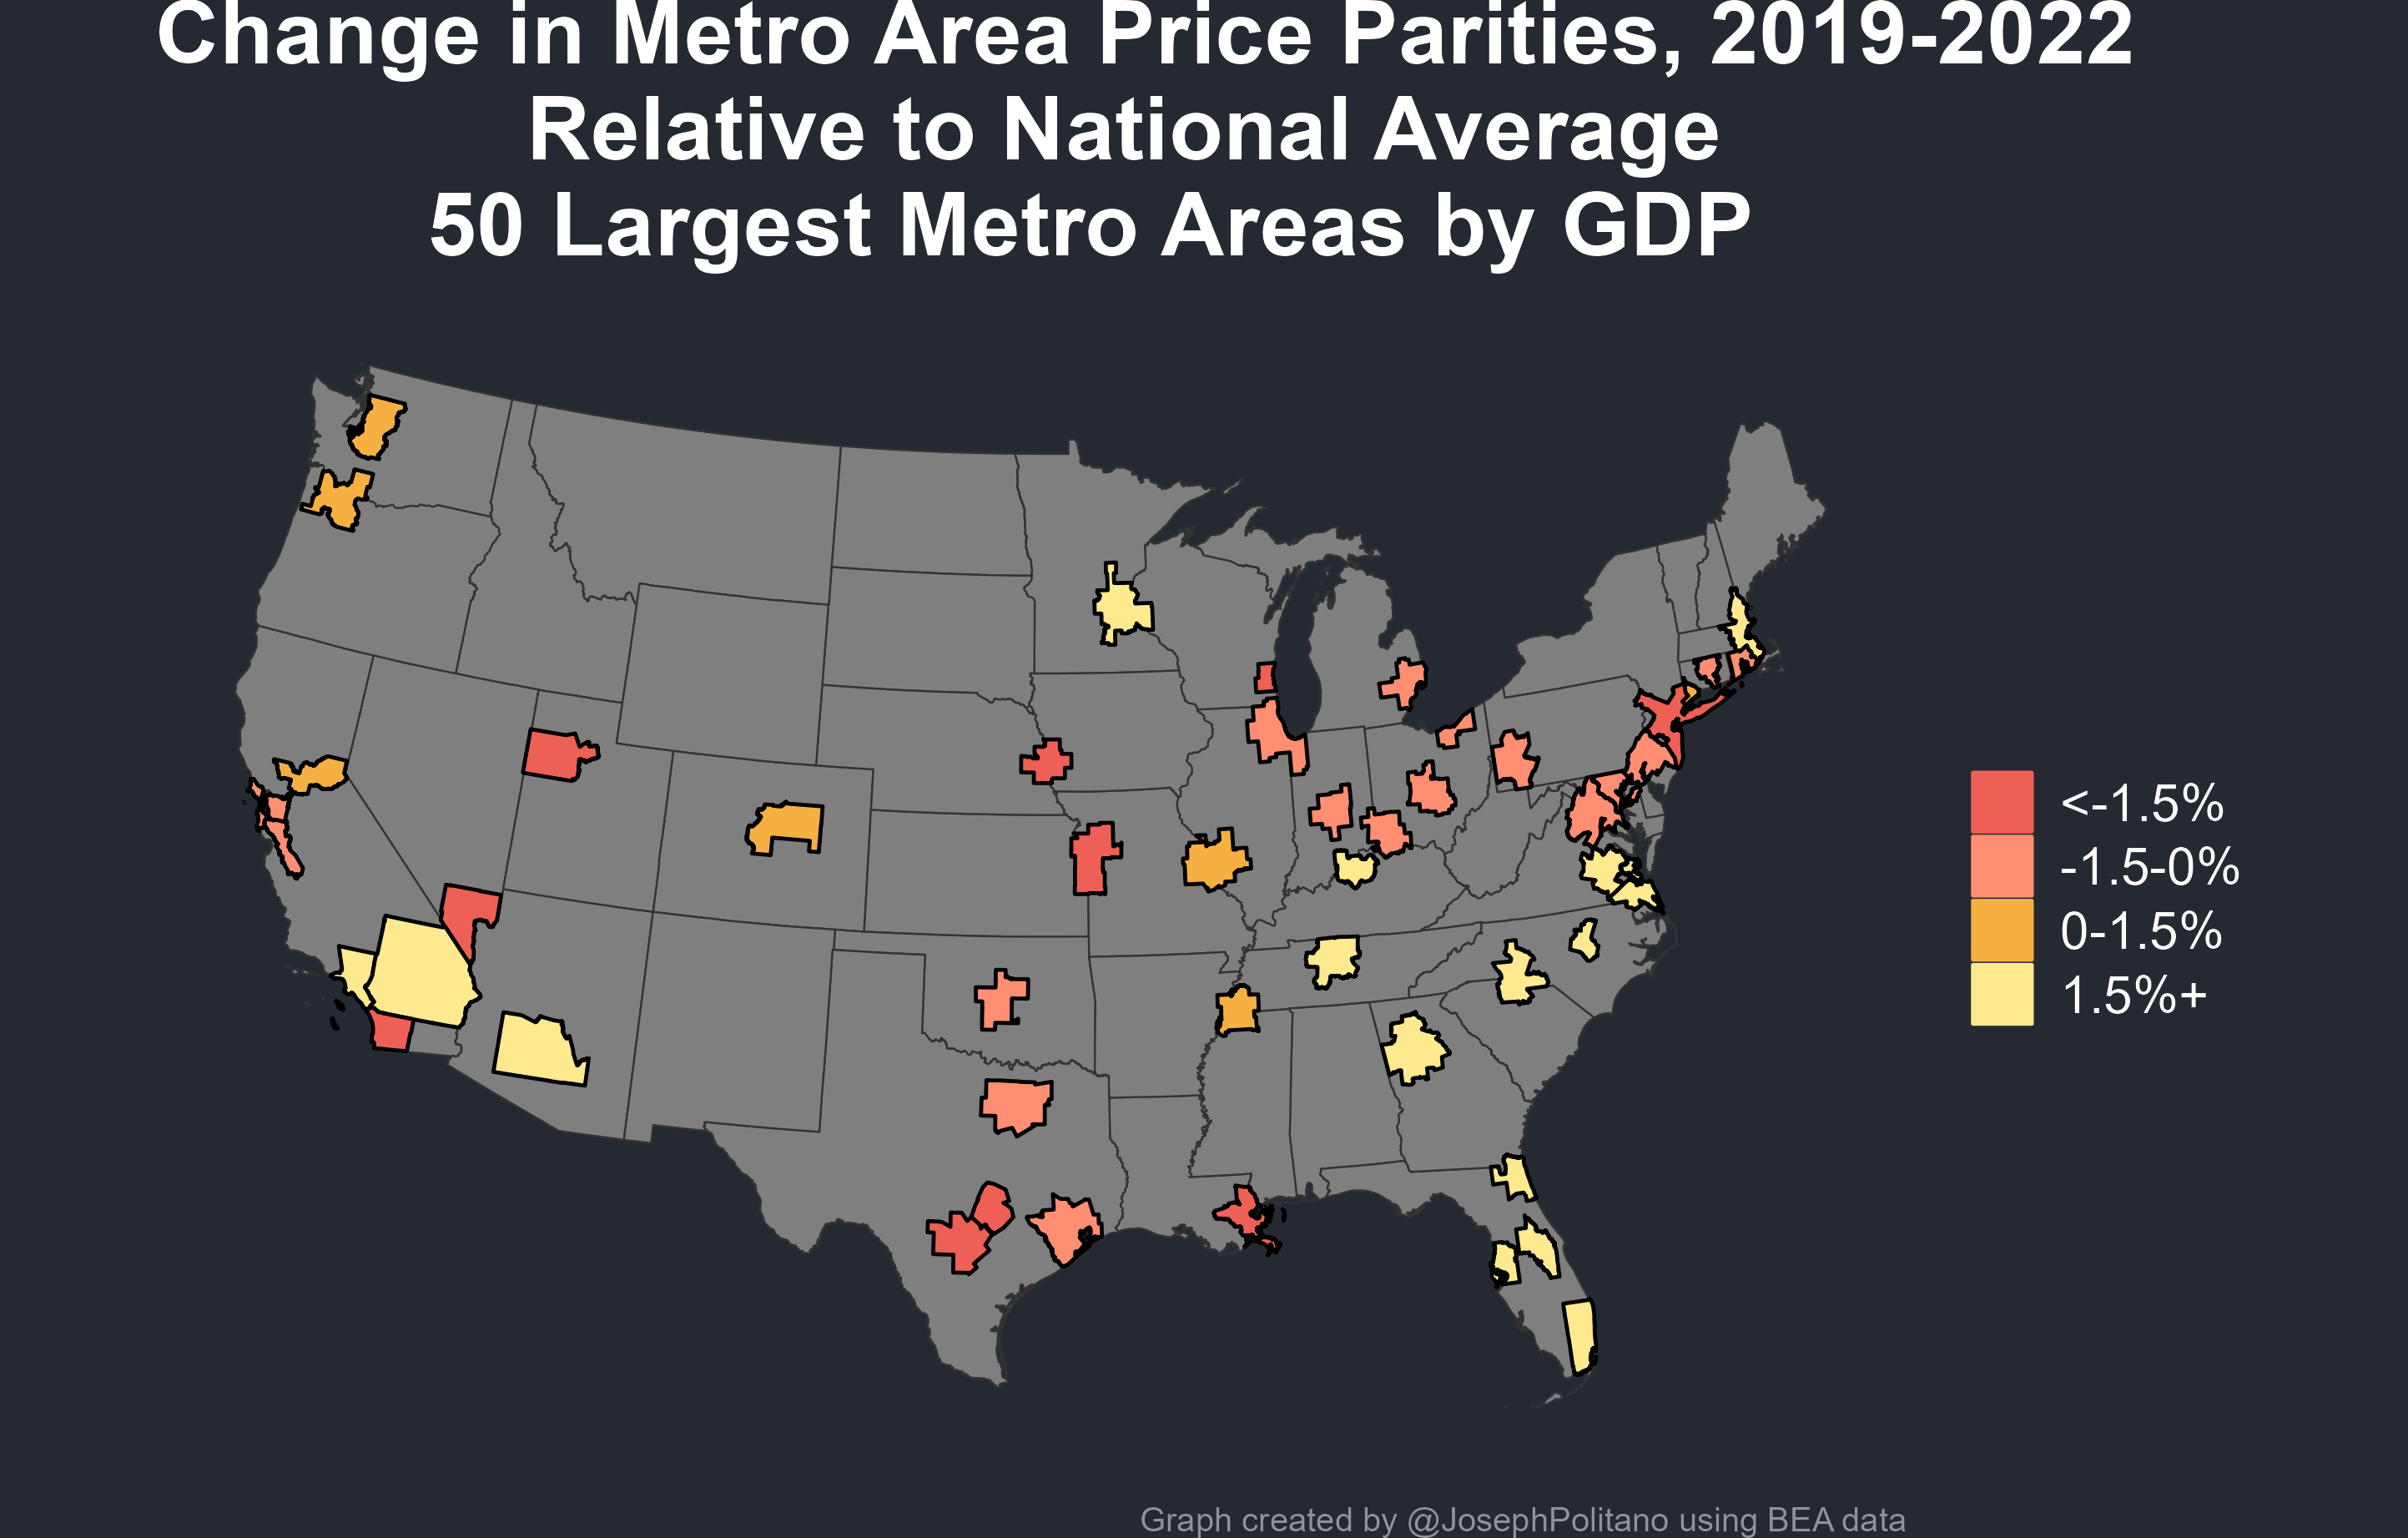 Change in Metro Area Price Parities, 2019-2022
Relative to National Average
50 Largest Metro Areas by GDP
<-1.5%
-1.5-0%
0-1.5%
1.5%+
Graph created by @JosephPolitano using BEA data